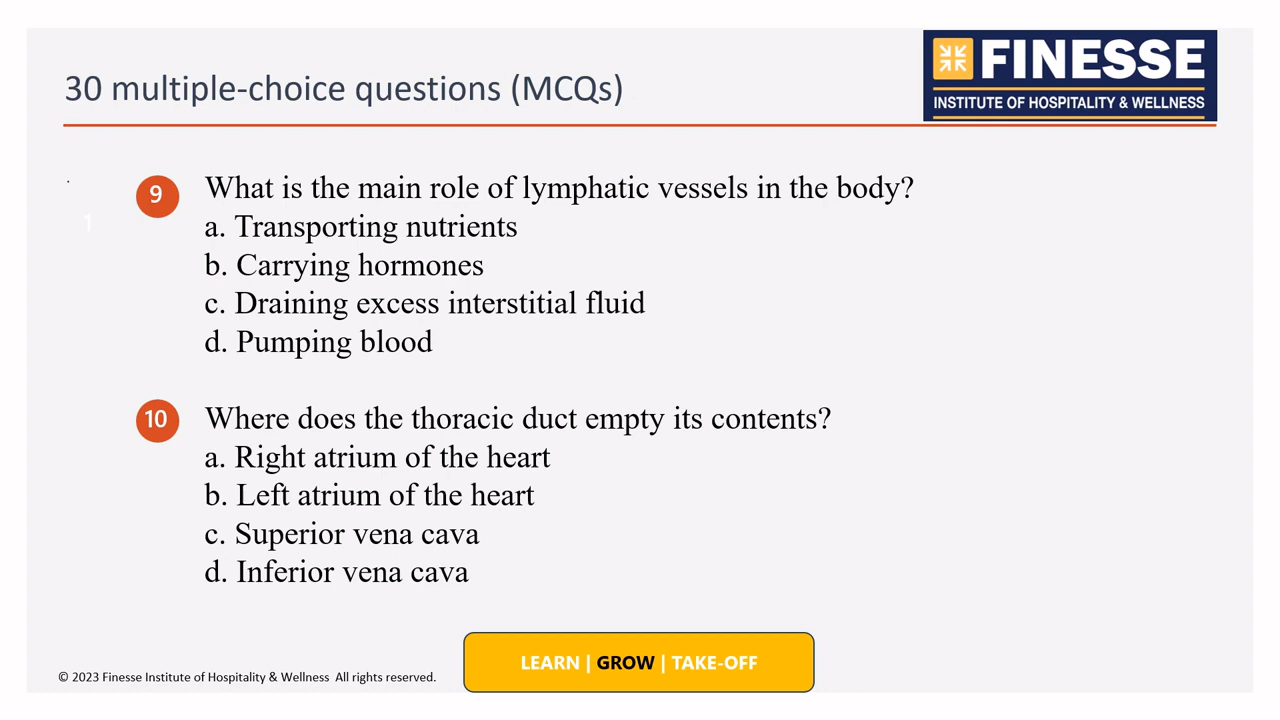 30 multiple-choice questions (MCQs)
FINESSE
INSTITUTE OF HOSPITALITY & WELLNESS
1
9 What is the main role of lymphatic vessels in the body?
a. Transporting nutrients
b. Carrying hormones
c. Draining excess interstitial fluid
d. Pumping blood
10 Where does the thoracic duct empty its contents?
a. Right atrium of the heart
b. Left atrium of the heart
c. Superior vena cava
d. Inferior vena cava
LEARN | GROW | TAKE-OFF
© 2023 Finesse Institute of Hospitality & Wellness All rights reserved.